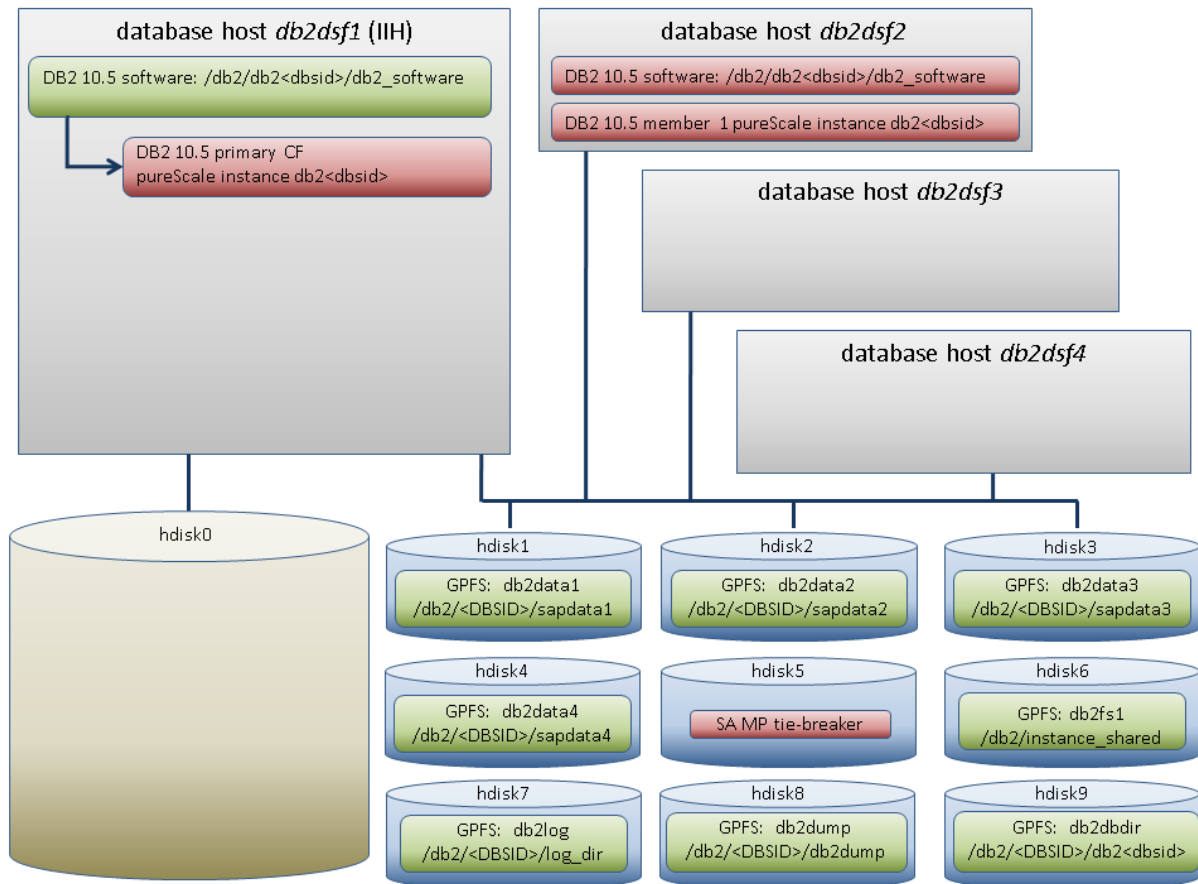 database host db2dsf1 (IIH)
DB2 10.5 software: /db2/db2<dbsid>/db2_software
DB2 10.5 primary CF
pureScale instance db2<dbsid>
database host db2dsf2
DB2 10.5 software: /db2/db2<dbsid>/db2_software
DB2 10.5 member 1 pureScale instance db2<dbsid>
database host db2dsf3
database host db2dsf4
hdisk0
hdisk1
GPFS: db2data1
/db2/<DBSID>/sapdata1
hdisk2
GPFS: db2data2
/db2/<DBSID>/sapdata2
hdisk3
GPFS: db2data3
/db2/<DBSID>/sapdata3
hdisk4
GPFS: db2data4
/db2/<DBSID>/sapdata4
hdisk5
SA MP tie-breaker
hdisk6
GPFS: db2fs1
/db2/instance_shared
hdisk7
GPFS: db2log
/db2/<DBSID>/log_dir
hdisk8
GPFS: db2dump
/db2/<DBSID>/db2dump
hdisk9
GPFS: db2dbdir
/db2/<DBSID>/db2<dbsid>